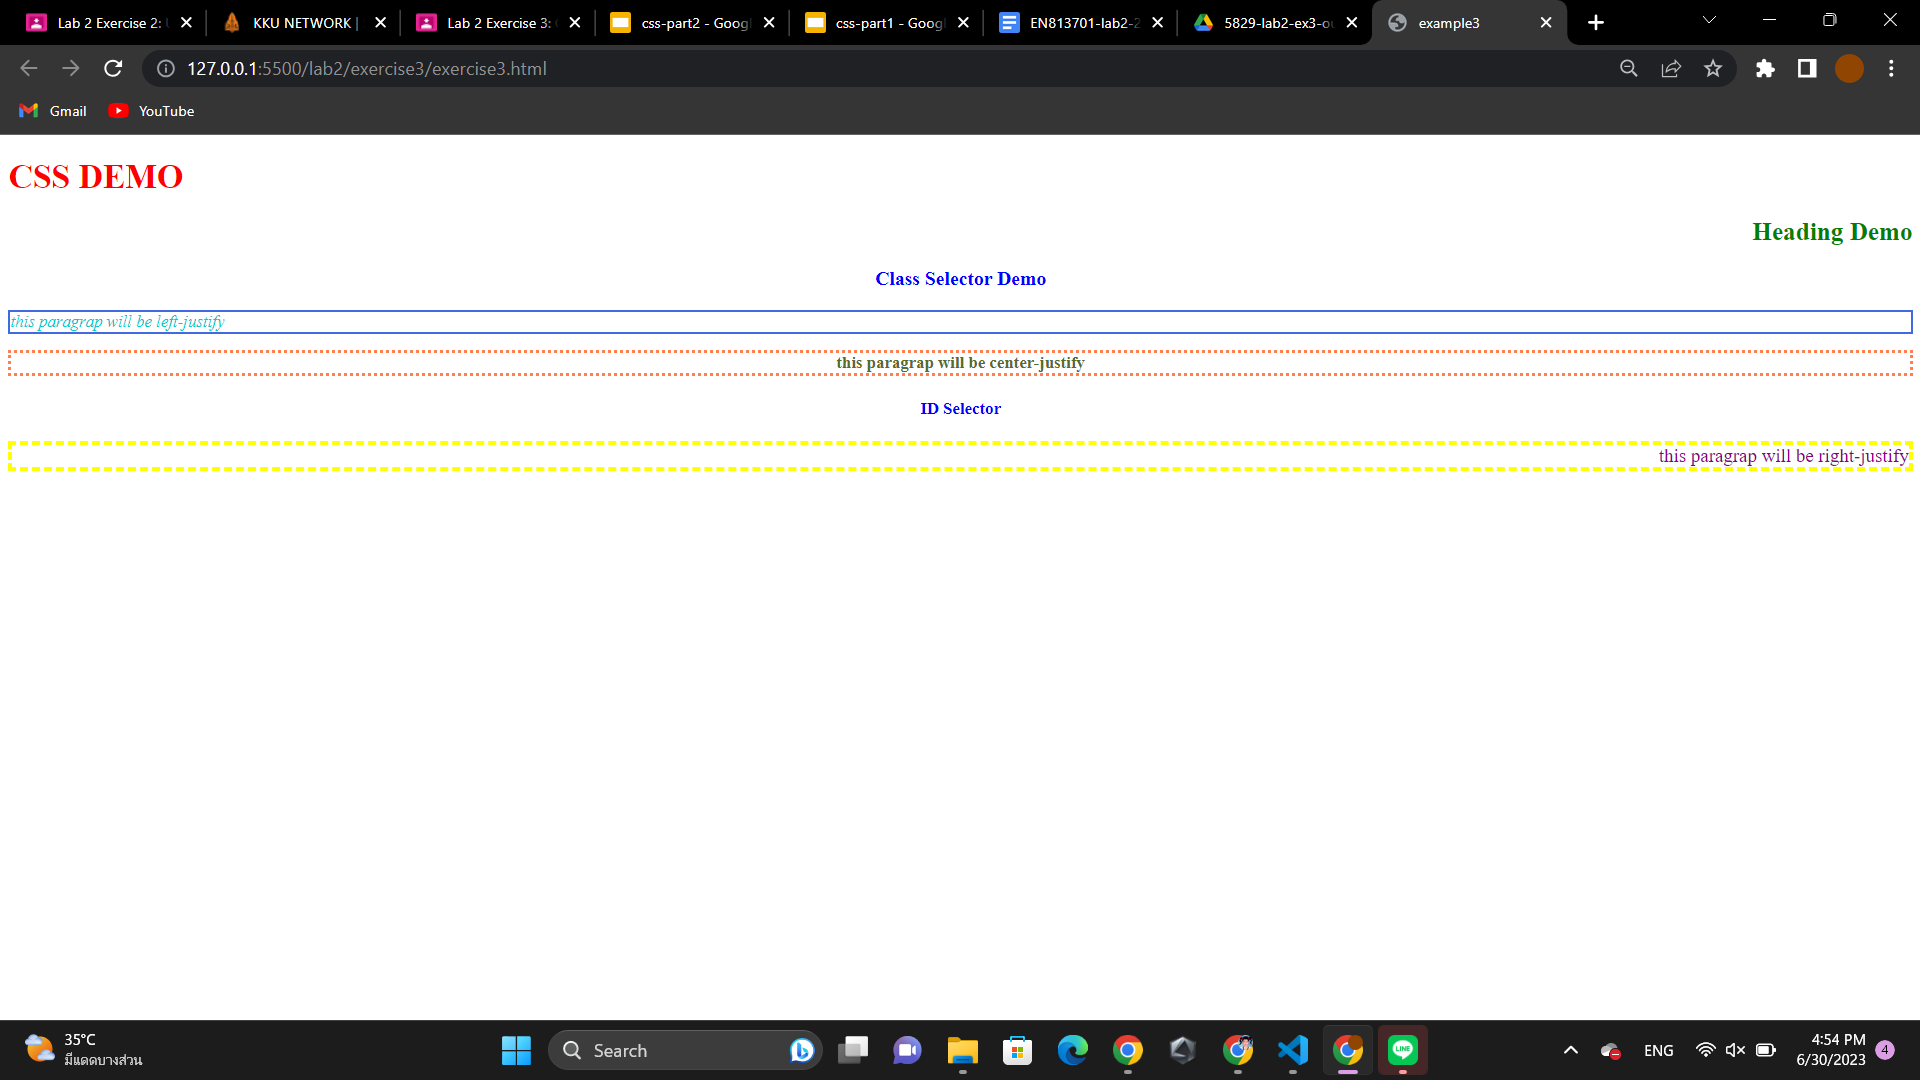 Lab 2 Exercise 2:
KKU NETWORK |
Lab 2 Exercise 3:
css-part2 - Goog
css-part1 - Goog
EN813701-lab2-2
5829-lab2-ex3-ou
example3
127.0.0.1:5500/lab2/exercise3/exercise3.html
Gmail
YouTube
CSS DEMO
Heading Demo
Class Selector Demo
this paragrap will be left-justify
this paragrap will be center-justify
ID Selector
this paragrap will be right-justify
35°C
มีแดดบางส่วน
Search
LINE
ENG
4:54 PM
6/30/2023
4